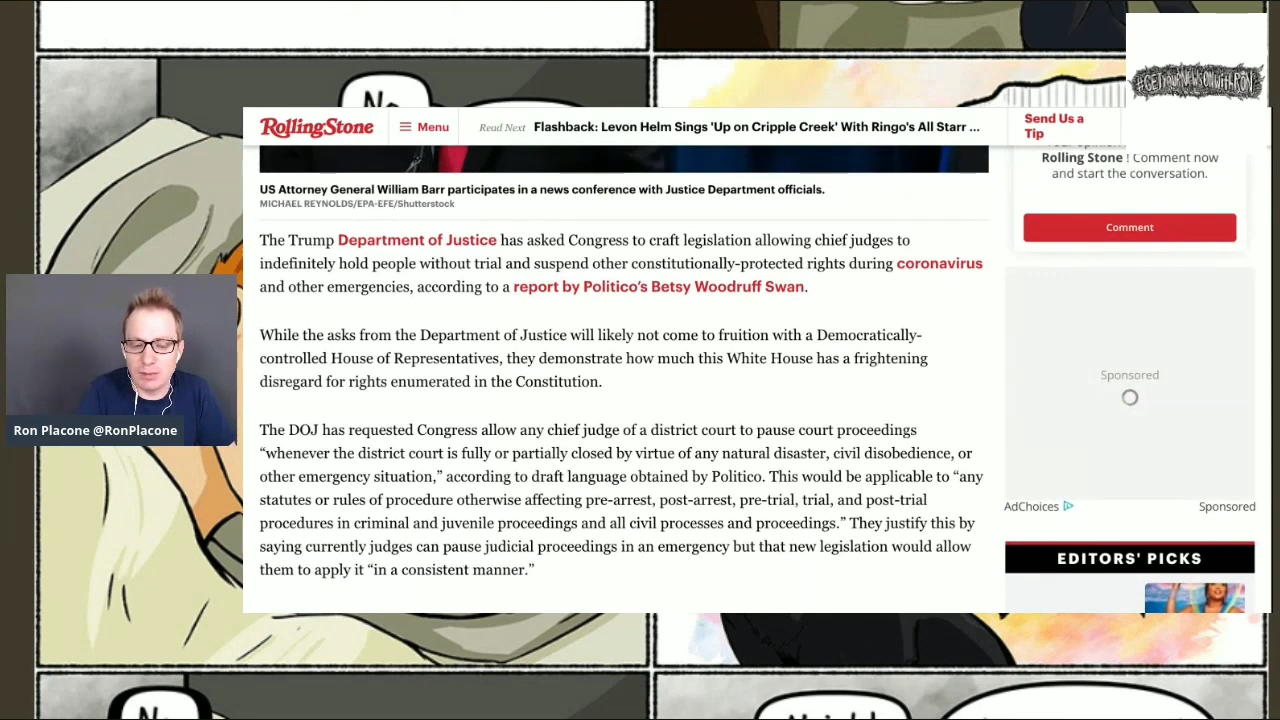 No
#GETYOURNEWSONWITHRON
RollingStone
Menu
Read Next
Flashback: Levon Helm Sings 'Up on Cripple Creek' With Ringo's All Starr ...
Send Us a
Tip
Rolling Stone ! Comment now
and start the conversation.
Comment
US Attorney General William Barr participates in a news conference with Justice Department officials.
MICHAEL REYNOLDS/EPA-EFE/Shutterstock
The Trump Department of Justice has asked Congress to craft legislation allowing chief judges to
indefinitely hold people without trial and suspend other constitutionally-protected rights during coronavirus
and other emergencies, according to a report by Politico’s Betsy Woodruff Swan.
While the asks from the Department of Justice will likely not come to fruition with a Democratically-
controlled House of Representatives, they demonstrate how much this White House has a frightening
disregard for rights enumerated in the Constitution.
The DOJ has requested Congress allow any chief judge of a district court to pause court proceedings
“whenever the district court is fully or partially closed by virtue of any natural disaster, civil disobedience, or
other emergency situation,” according to draft language obtained by Politico. This would be applicable to “any
statutes or rules of procedure otherwise affecting pre-arrest, post-arrest, pre-trial, trial, and post-trial
procedures in criminal and juvenile proceedings and all civil processes and proceedings.” They justify this by
saying currently judges can pause judicial proceedings in an emergency but that new legislation would allow
them to apply it “in a consistent manner.”
Sponsored
AdChoices
Sponsored
EDITORS' PICKS
Ron Placone @RonPlacone